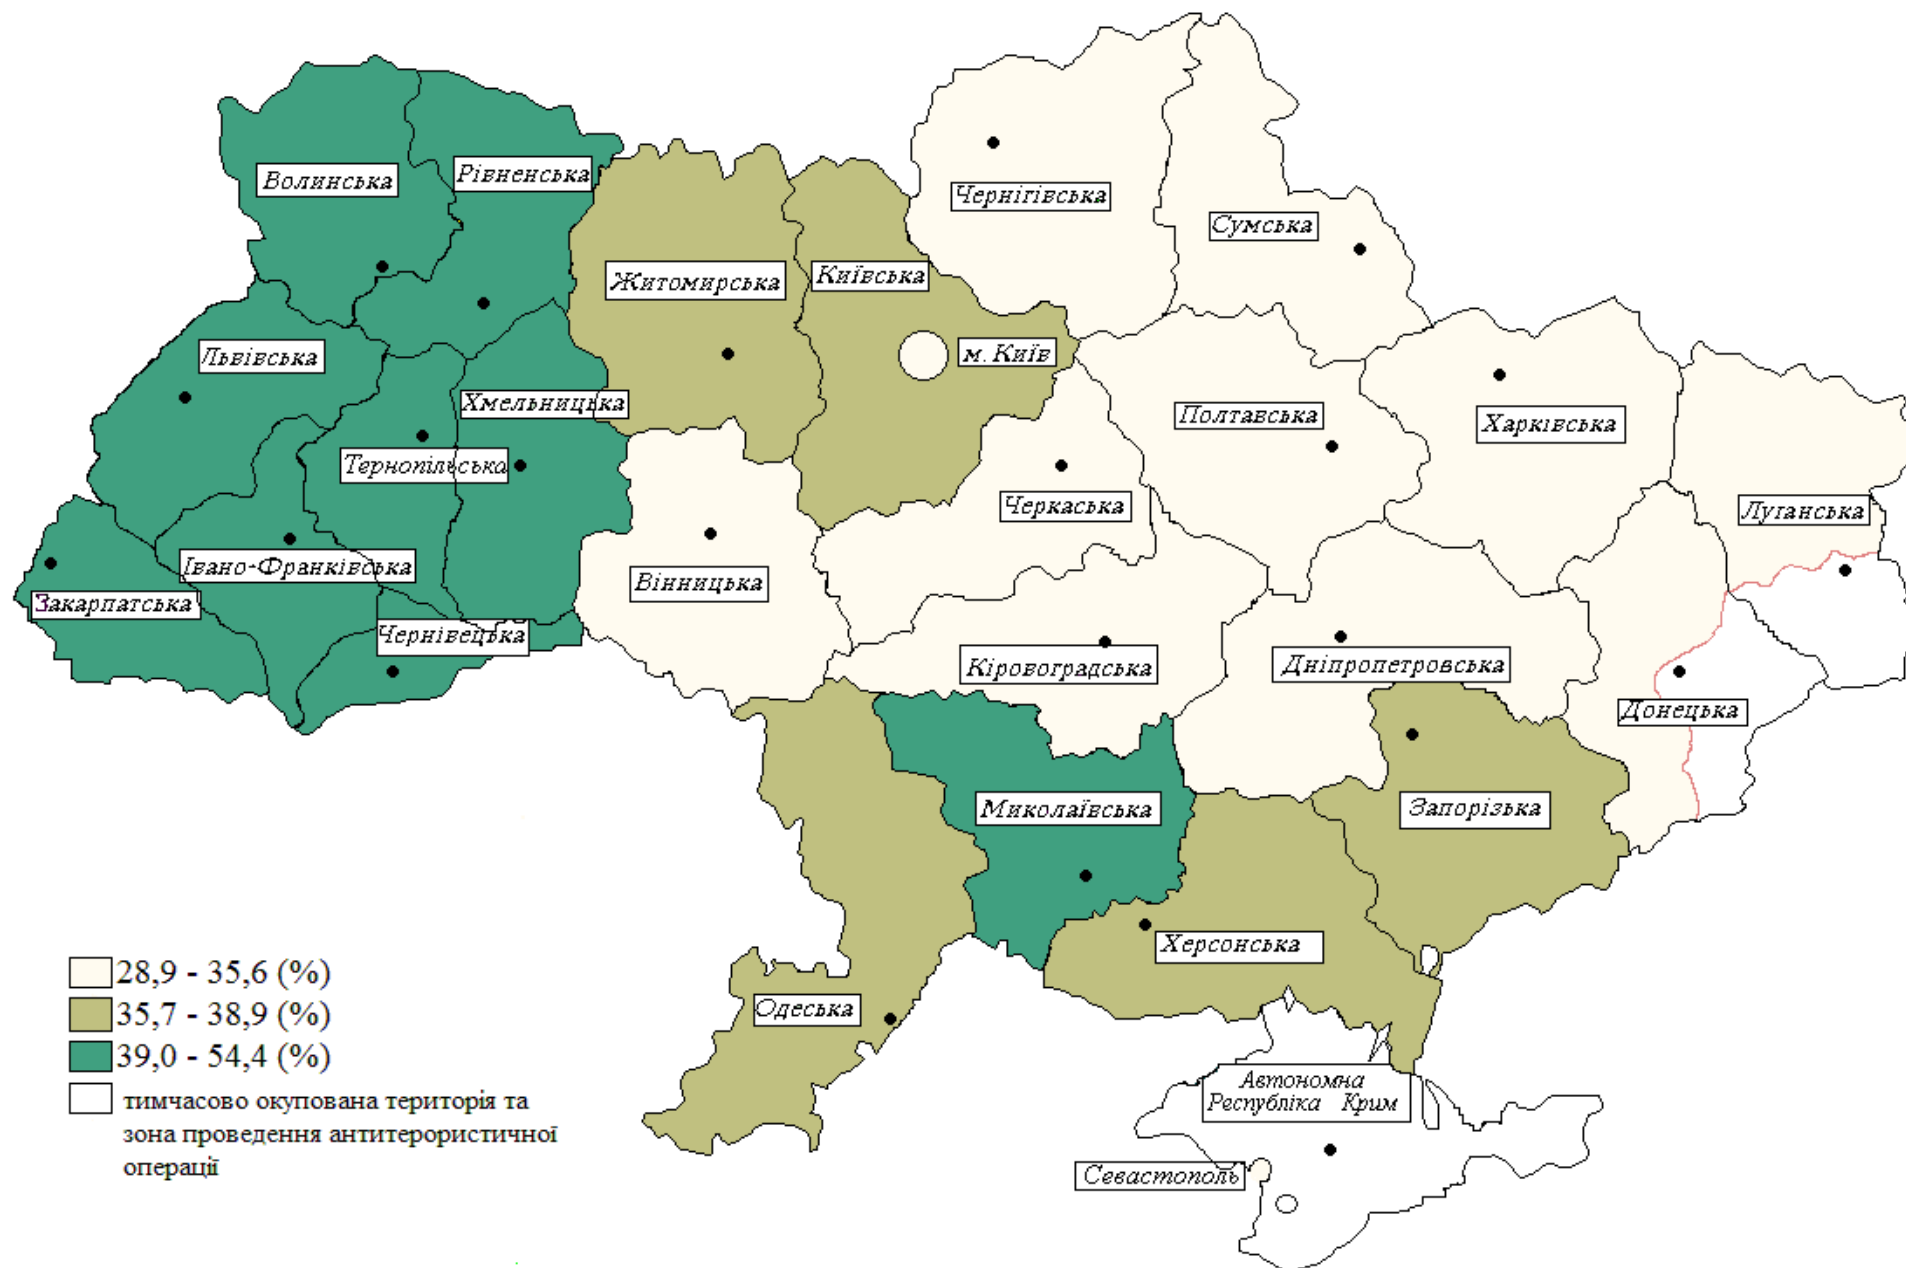 Волинська
Рівненська
Чернігівська
Сумська
Житомирська
Київська
м. Київ
Львівська
Хмельницька
Полтавська
Харківська
Тернопільська
Черкаська
Луганська
Івано-Франківська
Вінницька
Закарпатська
Чернівецька
Кіровоградська
Дніпропетровська
Донецька
Миколаївська
Запорізька
Херсонська
Одеська
Автономна
Республіка Крим
Севастополь
28,9 - 35,6 (%)
35,7 - 38,9 (%)
39,0 - 54,4 (%)
тимчасово окупована територія та
зона проведення антитерористичної
операції